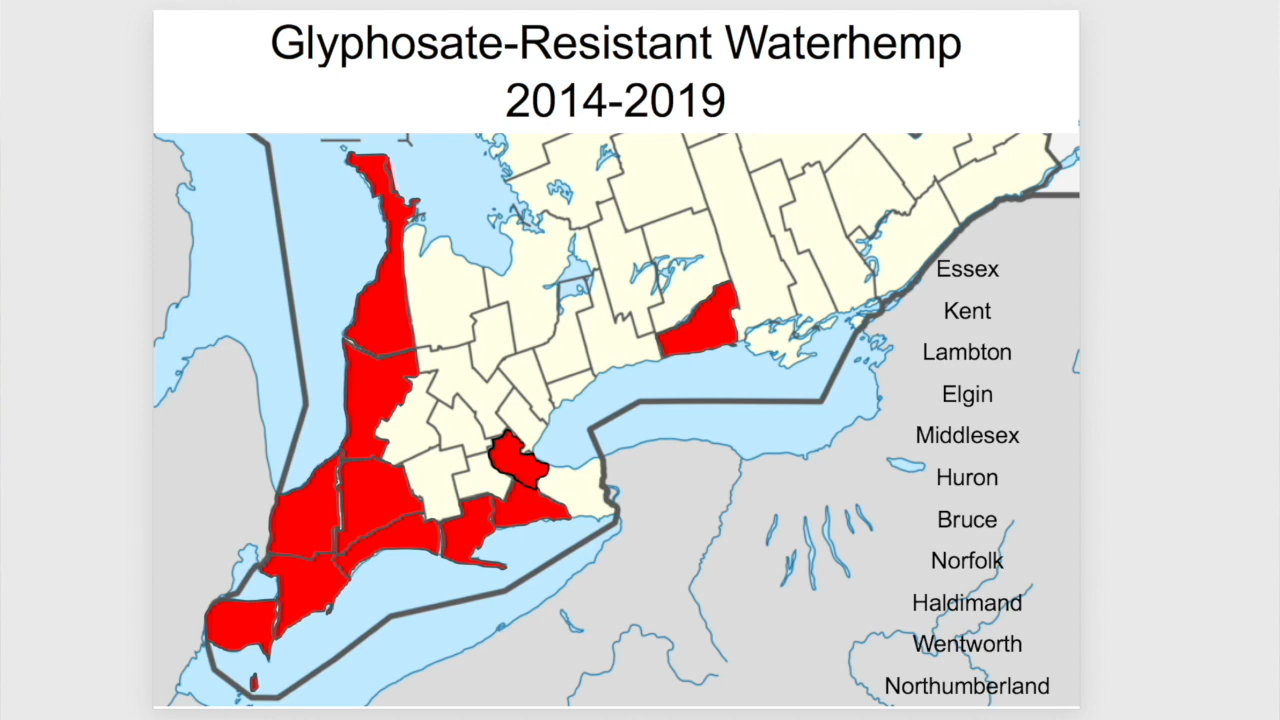 Glyphosate-Resistant Waterhemp
2014-2019
Essex
Kent
Lambton
Elgin
Middlesex
Huron
Bruce
Norfolk
Haldimand
Wentworth
Northumberland